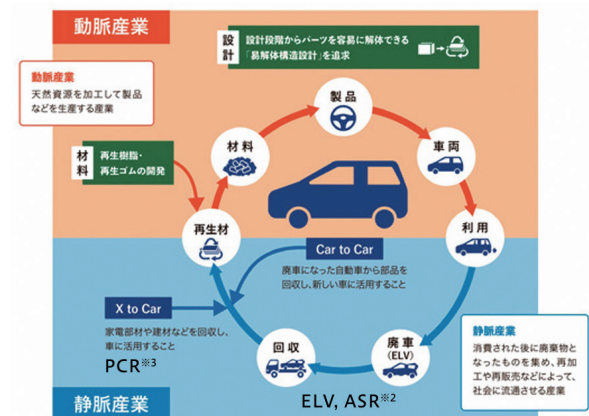 動脈産業
設計
設計段階からパーツを容易に解体できる
「易解体構造設計」を追求
動脈産業
天然資源を加工して製品
などを生産する産業
製品
材料
車両
材料
再生樹脂・
再生ゴムの開発
再生材
利用
Car to Car
廃車になった自動車から部品を
回収し、新しい車に活用すること
X to Car
家電部材や建材などを回収し、
車に活用すること
PCR※3
回収
廃車
(ELV)
ELV, ASR※2
静脈産業
消費された後に廃棄物と
なったものを集め、再加
工や再販売などによって、
社会に流通させる産業
静脈産業